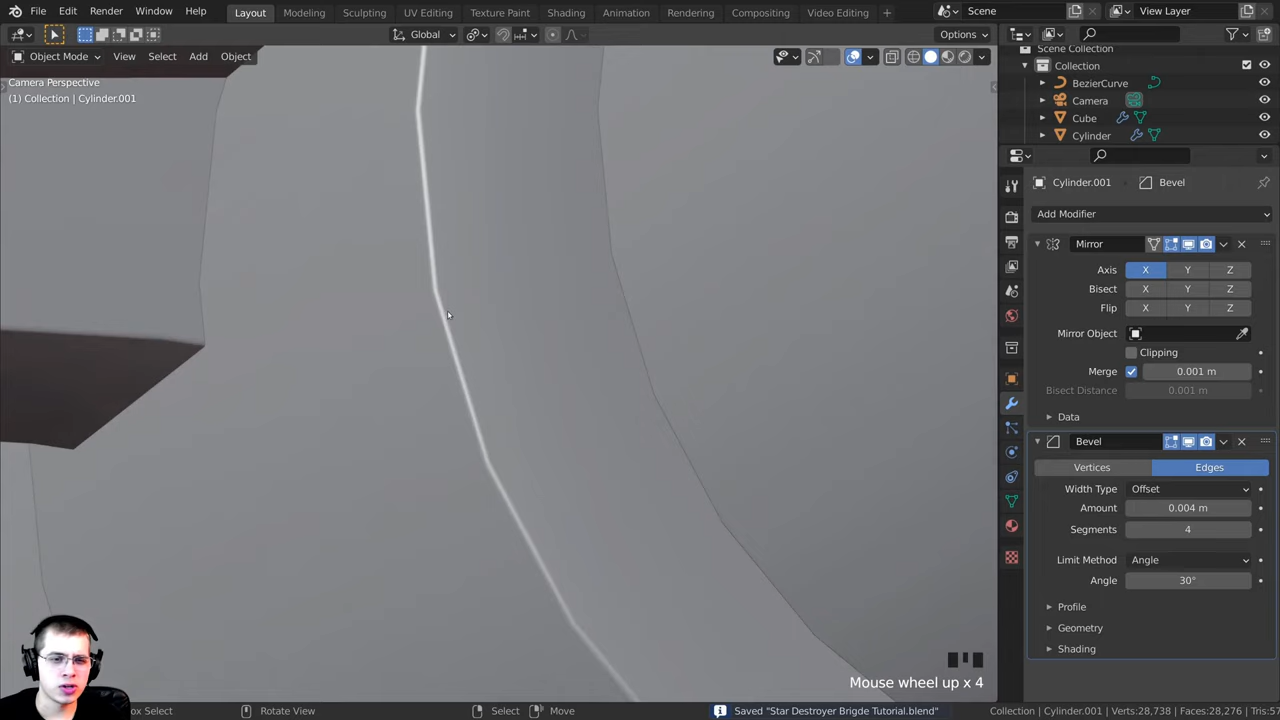 File Edit Render Window Help Layout Modeling Sculpting UV Editing Texture Paint Shading Animation Rendering Compositing Video Editing + Scene View Layer
Global Options
Object Mode View Select Add Object
Camera Perspective
(1) Collection | Cylinder.001
Scene Collection
Collection
BezierCurve
Camera
Cube
Cylinder
Cylinder.001 Bevel
Add Modifier
Mirror
Axis X Y Z
Bisect X Y Z
Flip X Y Z
Mirror Object
Clipping
Merge 0.001 m
Bisect Distance 0.001 m
Data
Bevel
Vertices Edges
Width Type Offset
Amount 0.004 m
Segments 4
Limit Method Angle
Angle 30°
Profile
Geometry
Shading
Mouse wheel up x 4
ox Select Rotate View Select Move Saved "Star Destroyer Brigde Tutorial.blend" Collection | Cylinder.001 | Verts:28,738 | Faces:28,276 | Tris:57